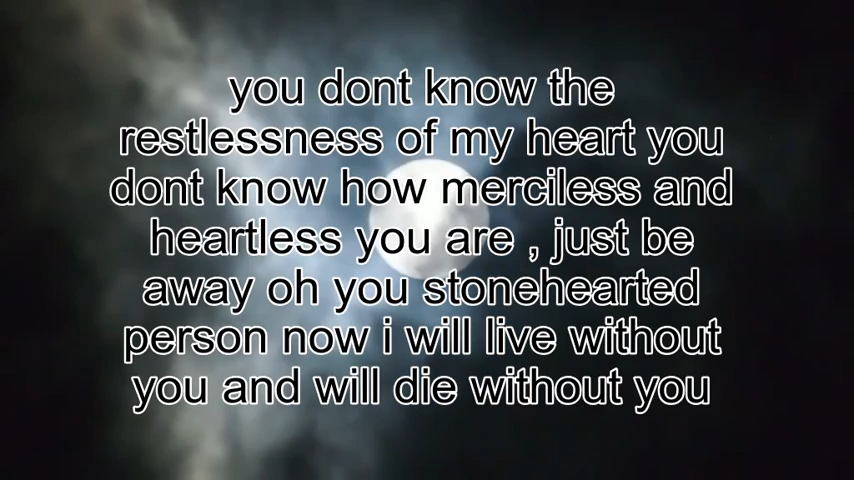 you dont know the
restlessness of my heart you
dont know how merciless and
heartless you are , just be
away oh you stonehearted
person now i will live without
you and will die without you